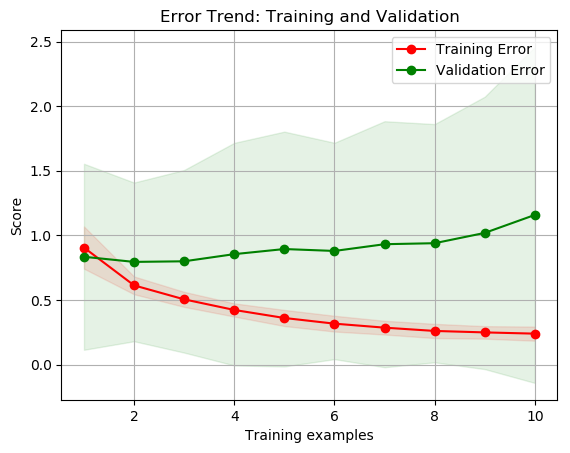 Error Trend: Training and Validation
Training Error
Validation Error
Score
2.5
2.0
1.5
1.0
0.5
0.0
2
4
6
8
10
Training examples